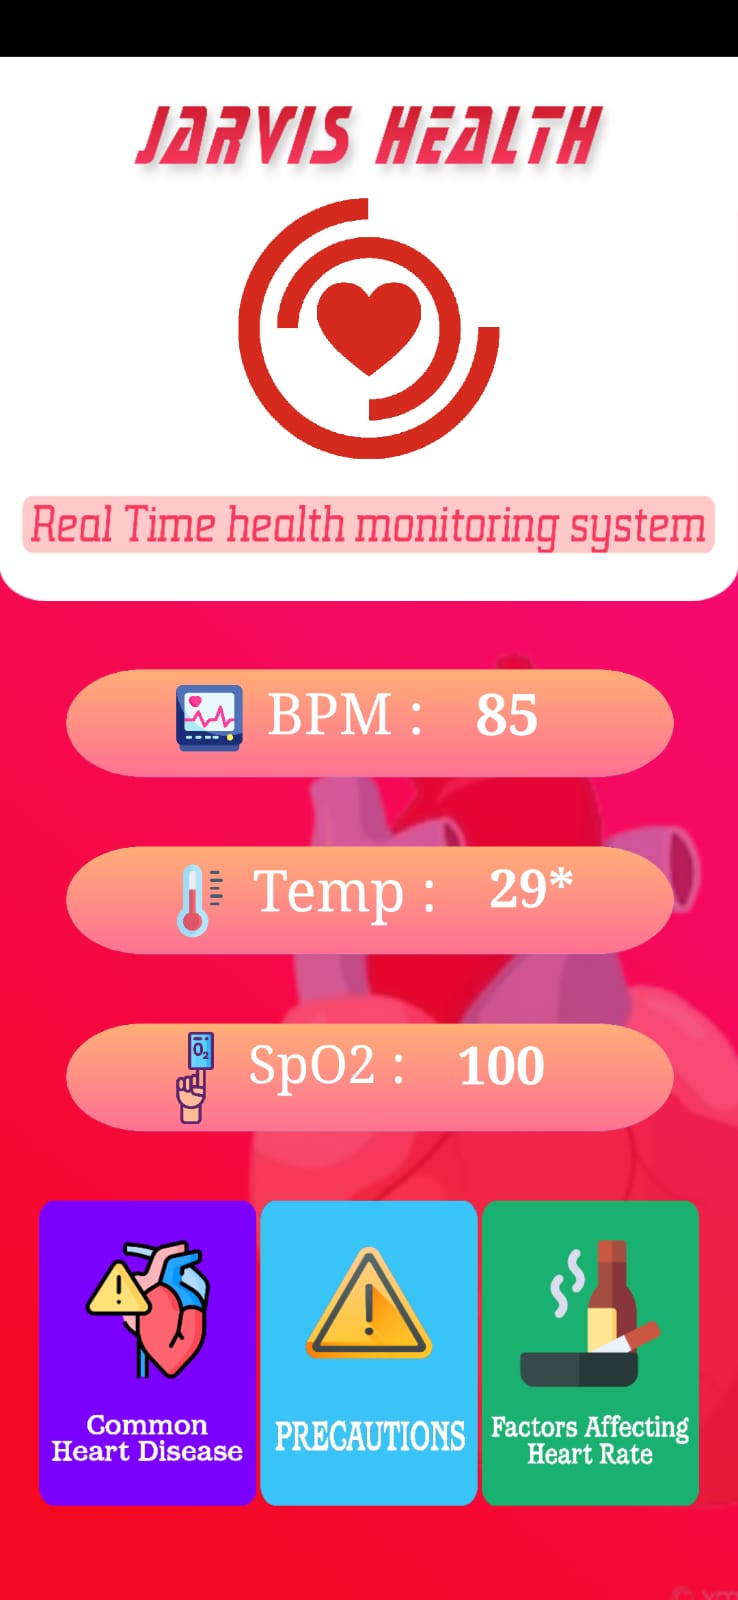 JARVIS HEALTH
Real Time health monitoring system
BPM : 85
Temp : 29*
O2
SpO2 : 100
Common
Heart Disease
PRECAUTIONS
Factors Affecting
Heart Rate